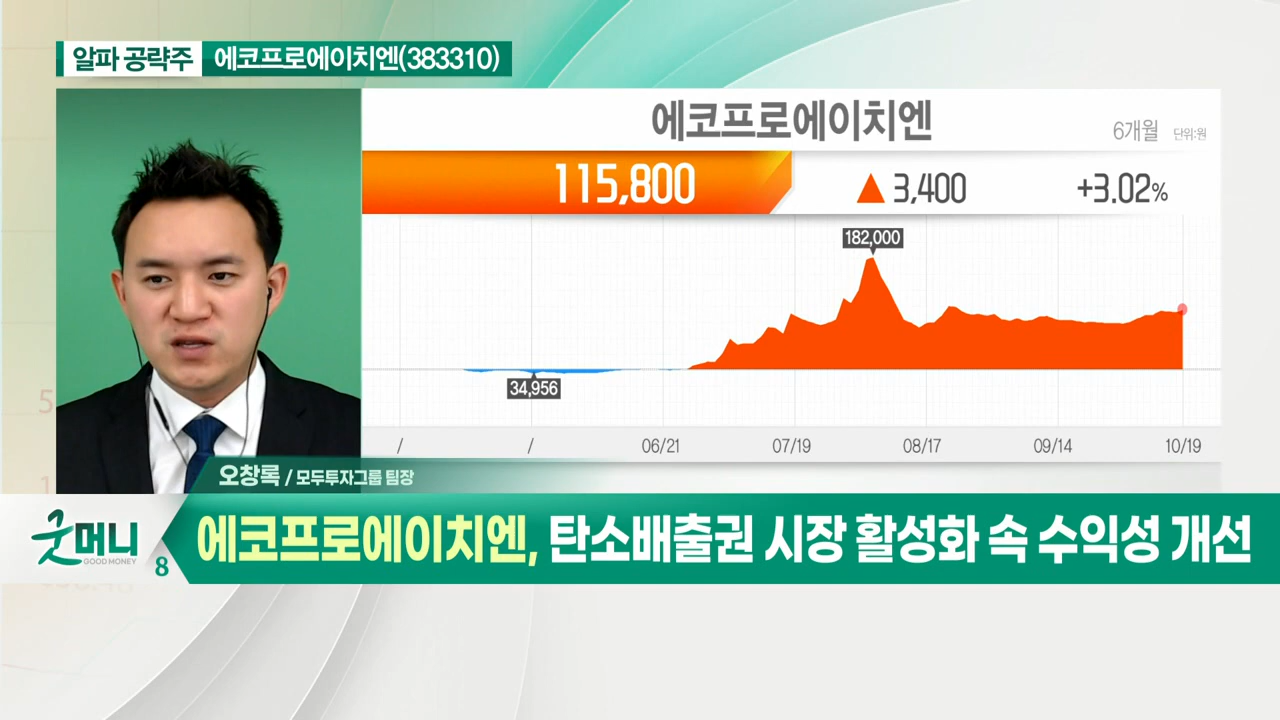 알파 공략주 에코프로에이치엔(383310)
에코프로에이치엔
6개월 단위:원
115,800 ▲ 3,400 +3.02%
182,000
34,956
/ / 06/21 07/19 08/17 09/14 10/19
오창록 / 모두투자그룹 팀장
굿머니
GOOD MONEY
8
에코프로에이치엔, 탄소배출권 시장 활성화 속 수익성 개선
5
1